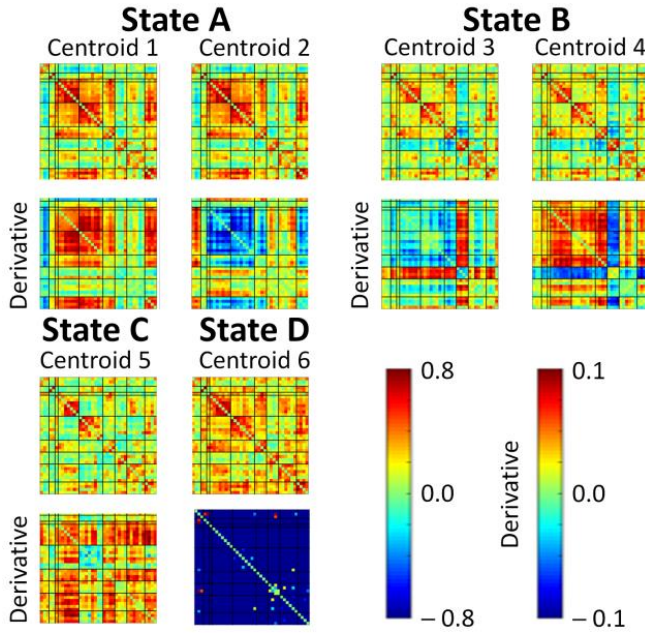 State A
State B
Centroid 1
Centroid 2
Centroid 3
Centroid 4
Derivative
Derivative
State C
State D
Centroid 5
Centroid 6
Derivative
0.8
0.0
−0.8
Derivative
0.1
0.0
−0.1